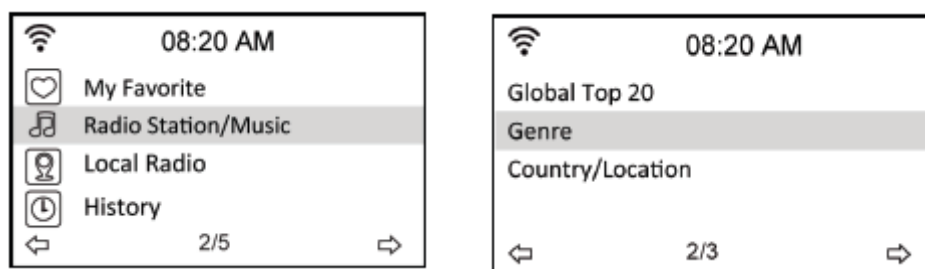 08:20 AM
My Favorite
Radio Station/Music
Local Radio
History
2/5
08:20 AM
Global Top 20
Genre
Country/Location
2/3